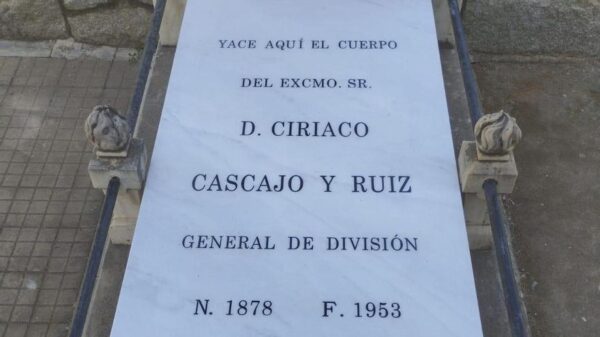 YACE AQUÍ EL CUERPO
DEL EXCMO. SR.
D. CIRIACO
CASCAJO Y RUIZ
GENERAL DE DIVISIÓN
N. 1878 F. 1953